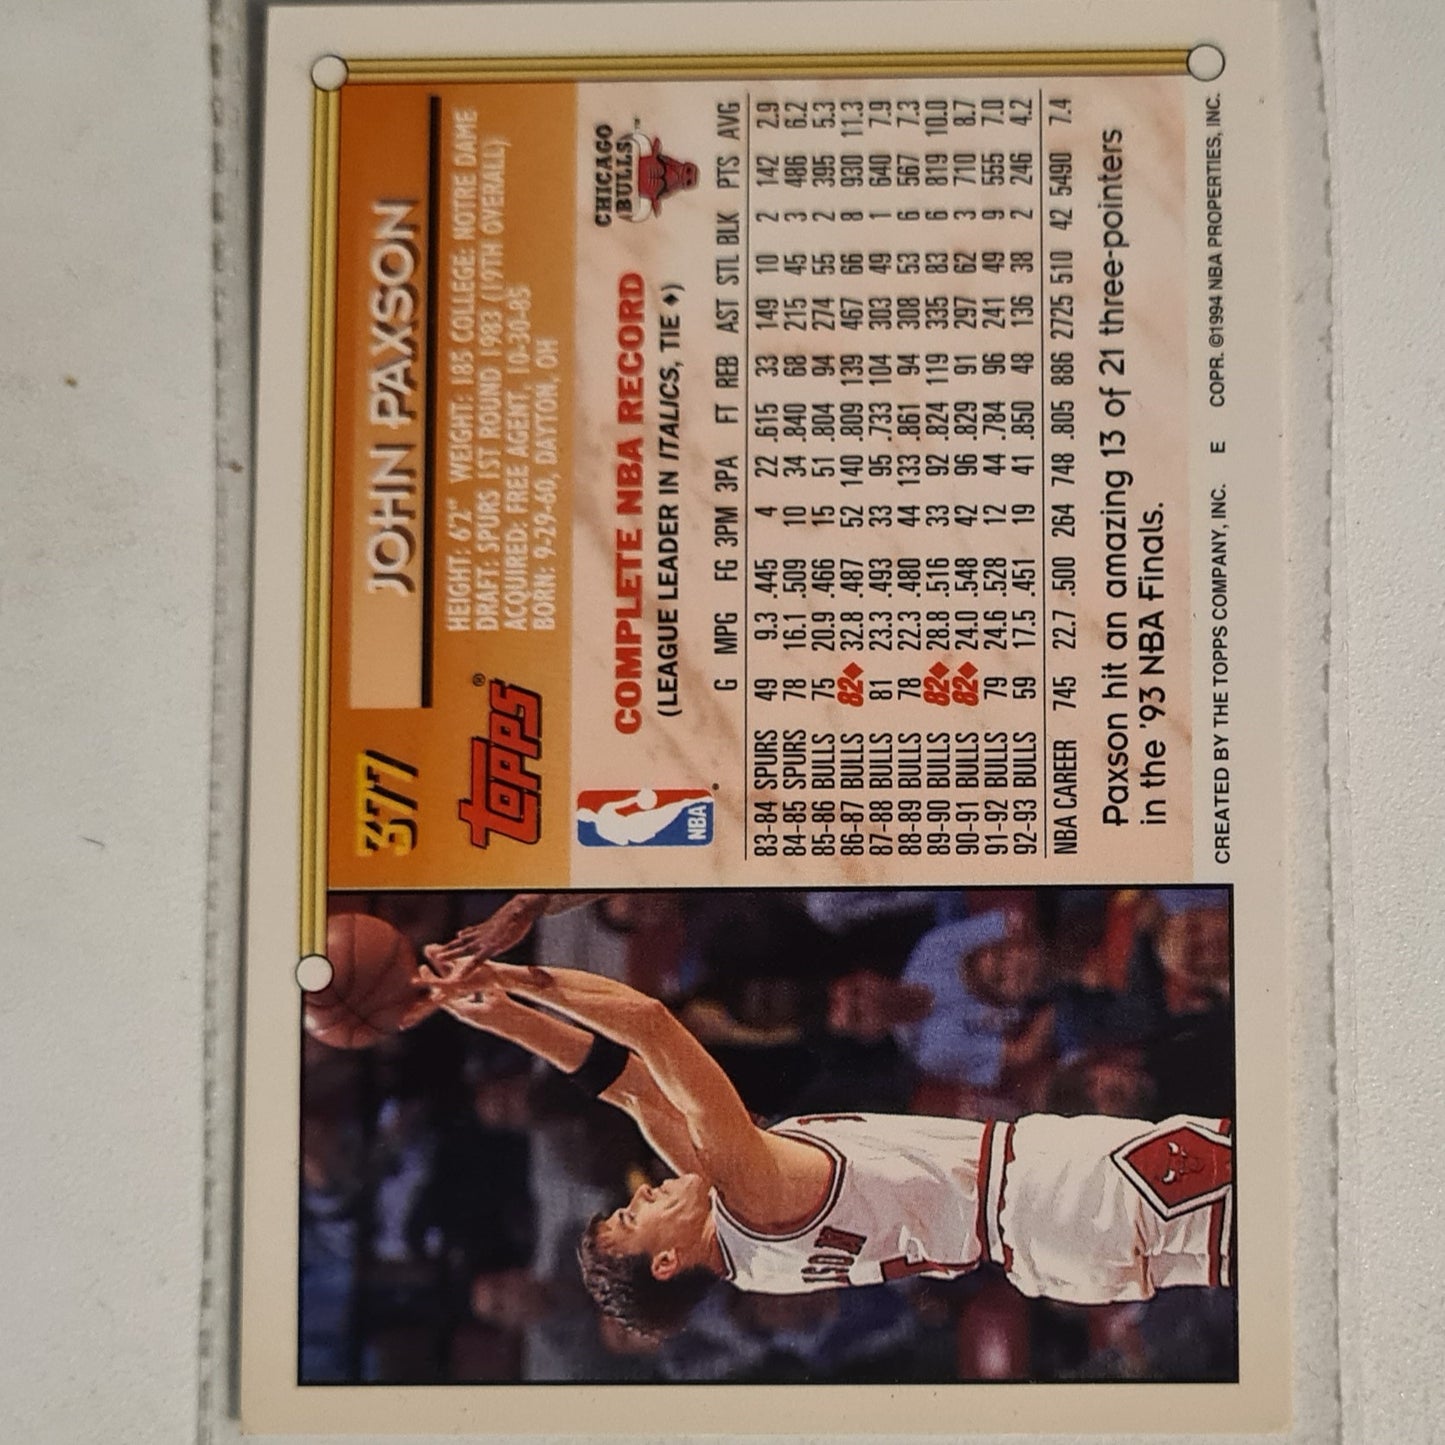 377
JOHN PAXSON
Topps®
HEIGHT: 6'2" WEIGHT: 185 COLLEGE: NOTRE DAME
DRAFT: SPURS 1ST ROUND 1983 (19TH OVERALL)
ACQUIRED: FREE AGENT, 10-30-85
BORN: 9-29-60, DAYTON, OH
NBA
COMPLETE NBA RECORD
(LEAGUE LEADER IN ITALICS, TIE ♦)
CHICAGO
BULLS™
G MPG FG 3PM 3PA FT REB AST STL BLK PTS AVG
83-84 SPURS 49 9.3 .445 4 22 .615 33 149 10 2 142 2.9
84-85 SPURS 78 16.1 .509 10 34 .840 68 215 45 3 486 6.2
85-86 BULLS 75 20.9 .466 15 51 .804 94 274 55 2 395 5.3
86-87 BULLS 82♦ 32.8 .487 52 140 .809 139 467 66 8 930 11.3
87-88 BULLS 81 23.3 .493 33 95 .733 104 303 49 1 640 7.9
88-89 BULLS 78 22.3 .480 44 133 .861 94 308 53 6 567 7.3
89-90 BULLS 82♦ 28.8 .516 33 92 .824 119 335 83 6 819 10.0
90-91 BULLS 82♦ 24.0 .548 42 96 .829 91 297 62 3 710 8.7
91-92 BULLS 79 24.6 .528 12 44 .784 96 241 49 9 555 7.0
92-93 BULLS 59 17.5 .451 19 41 .850 48 136 38 2 246 4.2
NBA CAREER 745 22.7 .500 264 748 .805 886 2725 510 42 5490 7.4
Paxson hit an amazing 13 of 21 three-pointers
in the '93 NBA Finals.
CREATED BY THE TOPPS COMPANY, INC. E COPR. ©1994 NBA PROPERTIES, INC.